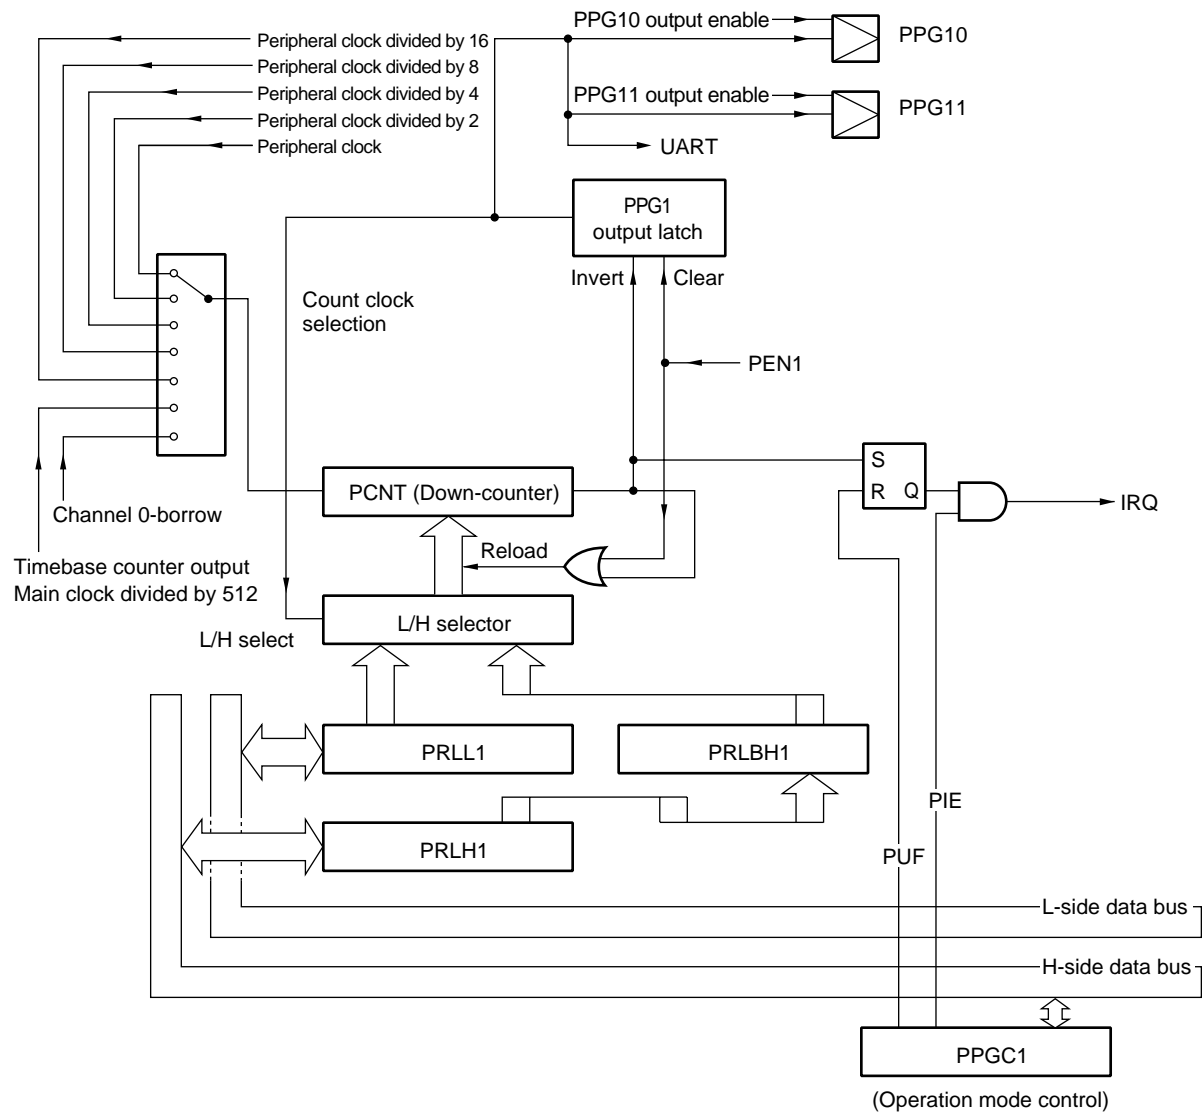 PPG10 output enable
PPG10
Peripheral clock divided by 16
Peripheral clock divided by 8
Peripheral clock divided by 4
Peripheral clock divided by 2
Peripheral clock
PPG11 output enable
PPG11
UART
PPG1
output latch
Invert
Clear
Count clock
selection
PEN1
S
R
Q
IRQ
PCNT (Down-counter)
Channel 0-borrow
Reload
Timebase counter output
Main clock divided by 512
L/H selector
L/H select
PRLL1
PRLBH1
PIE
PRLH1
PUF
L-side data bus
H-side data bus
PPGC1
(Operation mode control)